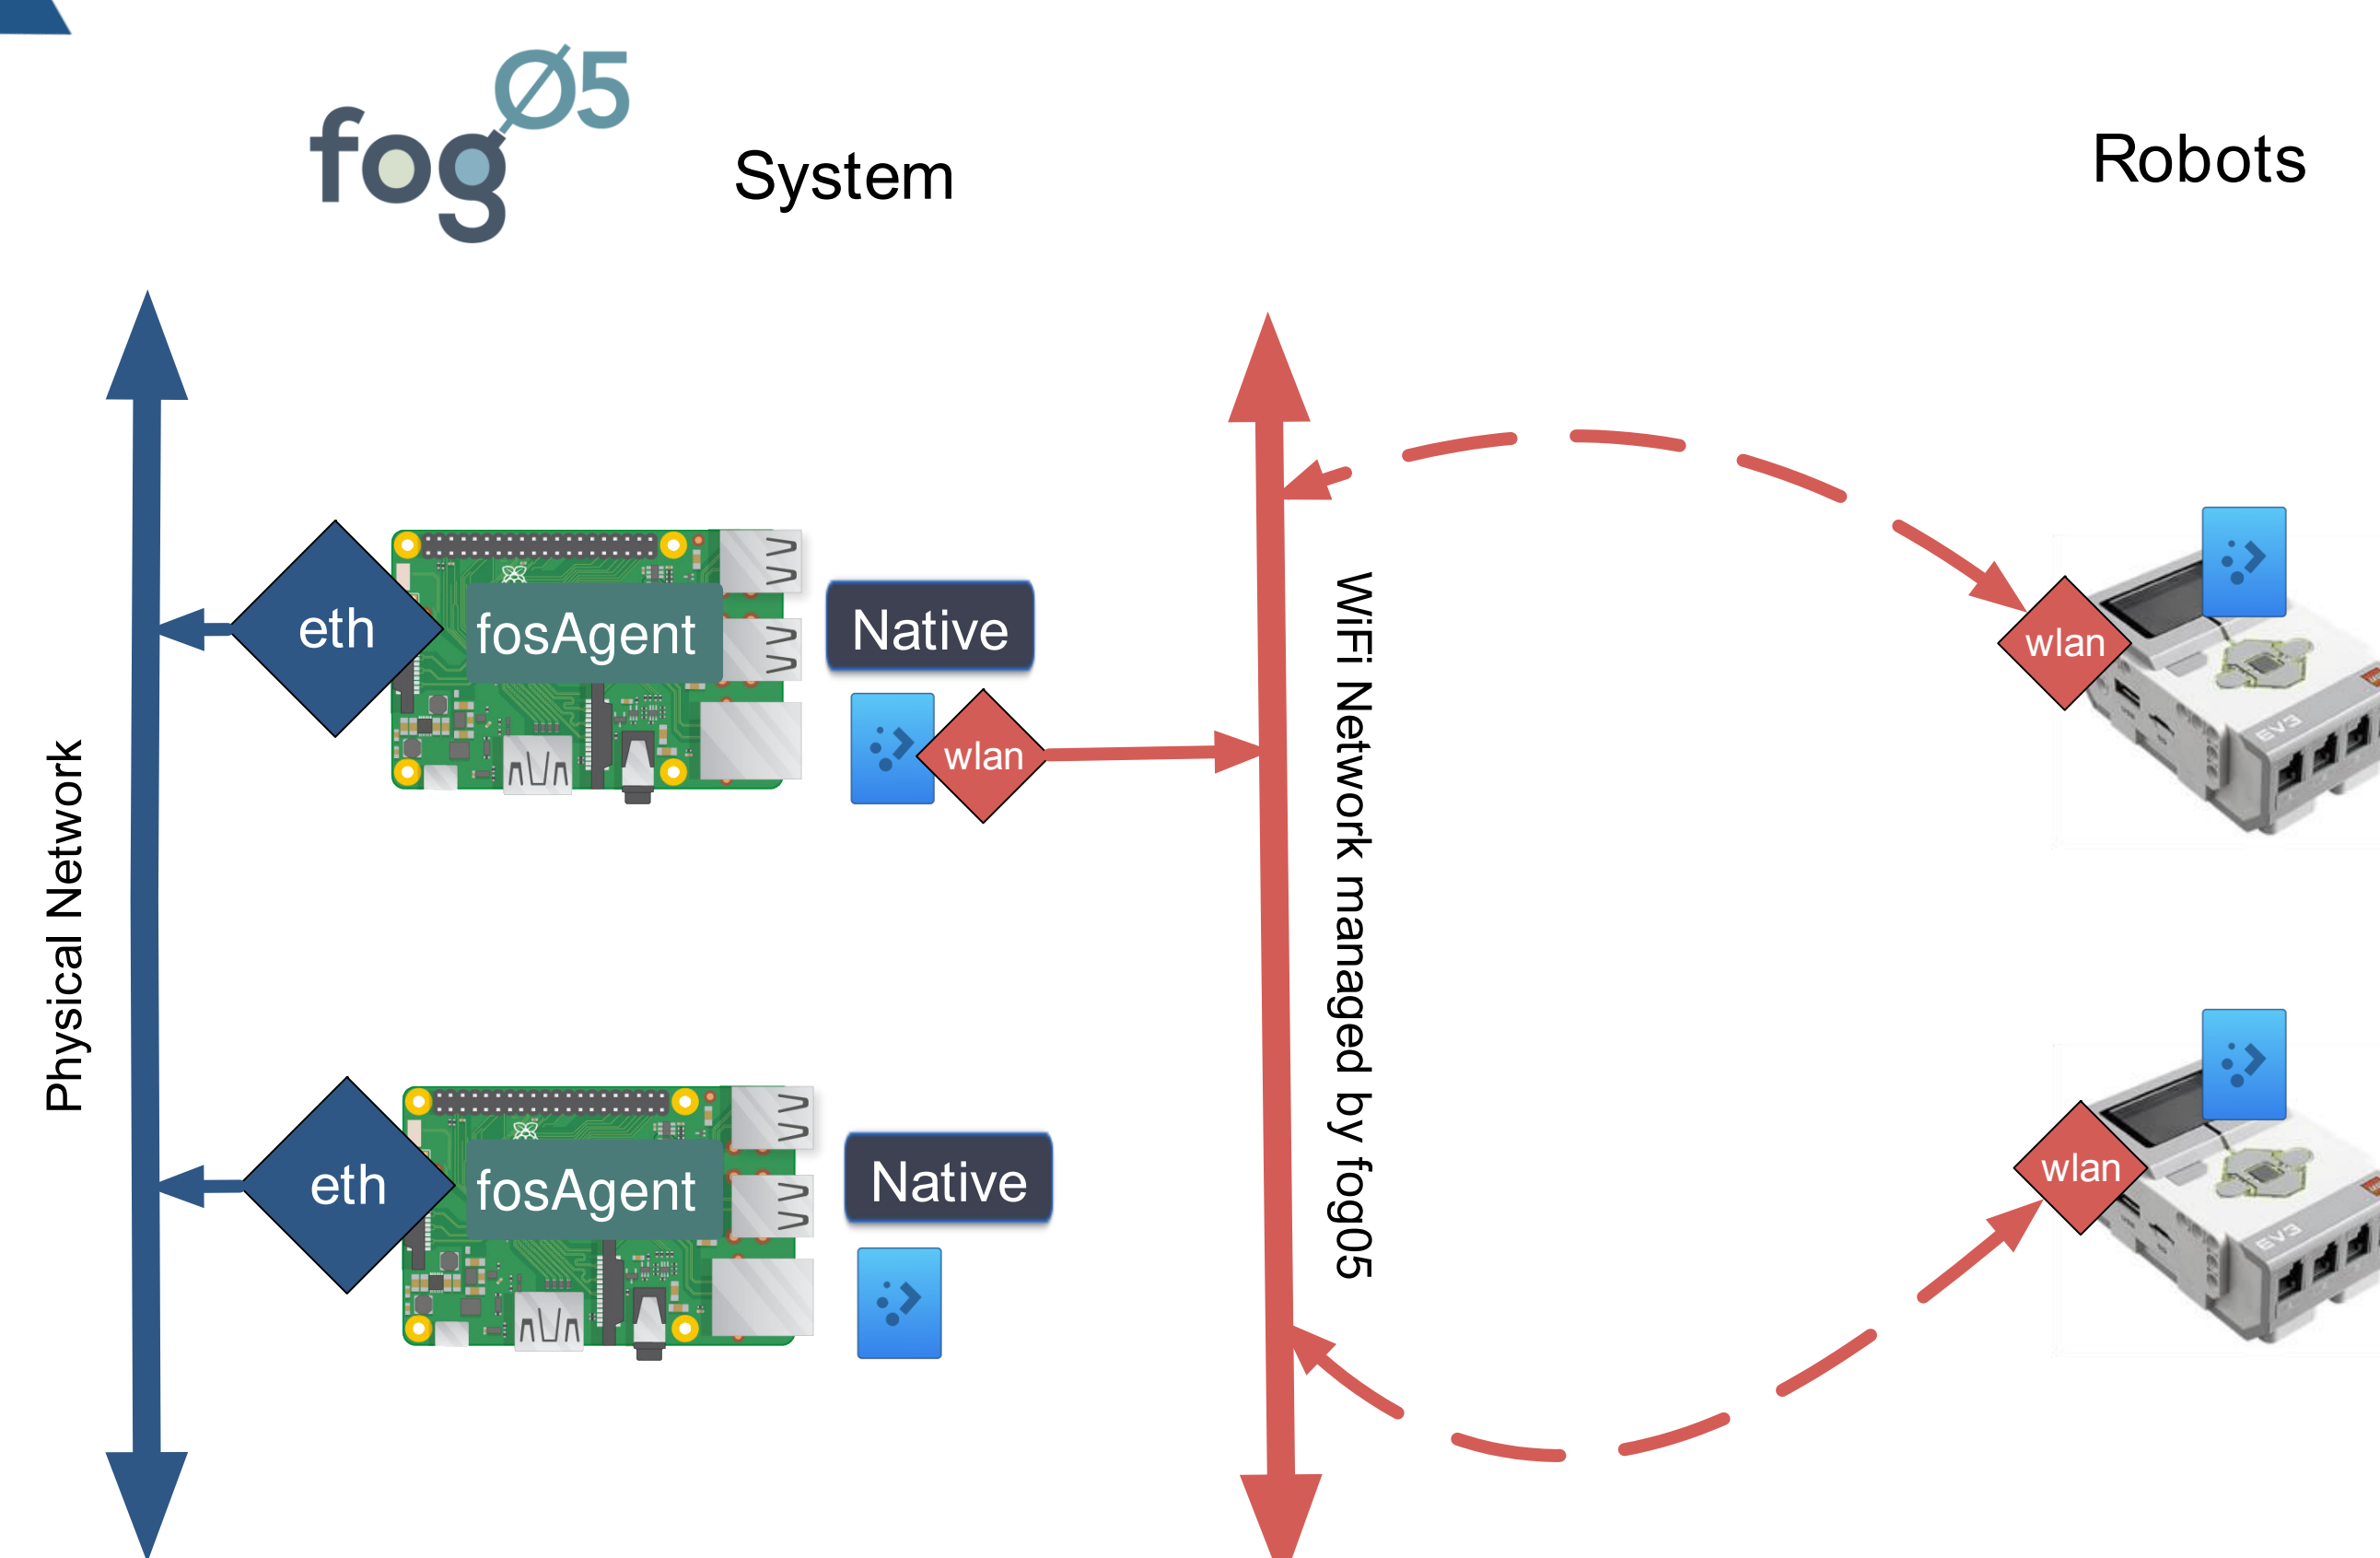 fogØ5
System
Robots
Physical Network
eth
fosAgent
Native
wlan
WiFi Network managed by fog05
wlan
EV3
eth
fosAgent
Native
wlan
EV3